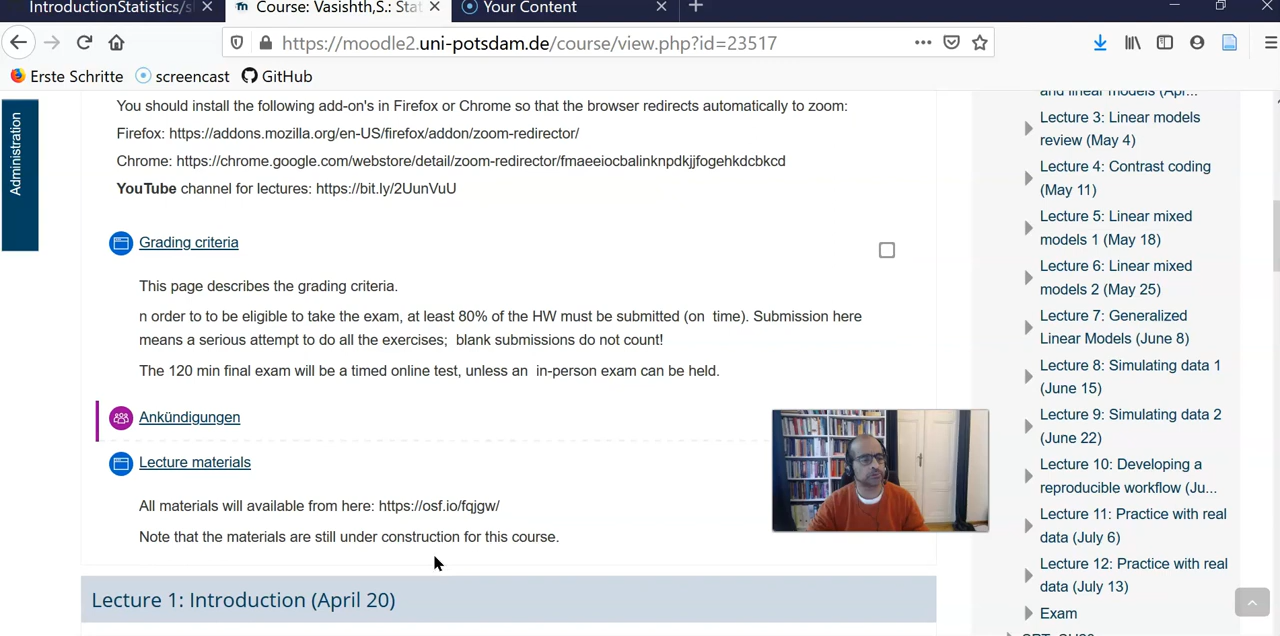 IntroductionStatistics/sl
Course: Vasishth,S.: Stat
Your Content
https://moodle2.uni-potsdam.de/course/view.php?id=23517
Erste Schritte
screencast
GitHub
Administration
You should install the following add-on's in Firefox or Chrome so that the browser redirects automatically to zoom:
Firefox: https://addons.mozilla.org/en-US/firefox/addon/zoom-redirector/
Chrome: https://chrome.google.com/webstore/detail/zoom-redirector/fmaeeiocbalinknpdkjjfogehkdcbkcd
YouTube channel for lectures: https://bit.ly/2UunVuU
Grading criteria
This page describes the grading criteria.
n order to to be eligible to take the exam, at least 80% of the HW must be submitted (on time). Submission here
means a serious attempt to do all the exercises; blank submissions do not count!
The 120 min final exam will be a timed online test, unless an in-person exam can be held.
Ankündigungen
Lecture materials
All materials will available from here: https://osf.io/fqjgw/
Note that the materials are still under construction for this course.
Lecture 1: Introduction (April 20)
and linear models (Apr...
Lecture 3: Linear models
review (May 4)
Lecture 4: Contrast coding
(May 11)
Lecture 5: Linear mixed
models 1 (May 18)
Lecture 6: Linear mixed
models 2 (May 25)
Lecture 7: Generalized
Linear Models (June 8)
Lecture 8: Simulating data 1
(June 15)
Lecture 9: Simulating data 2
(June 22)
Lecture 10: Developing a
reproducible workflow (Ju...
Lecture 11: Practice with real
data (July 6)
Lecture 12: Practice with real
data (July 13)
Exam